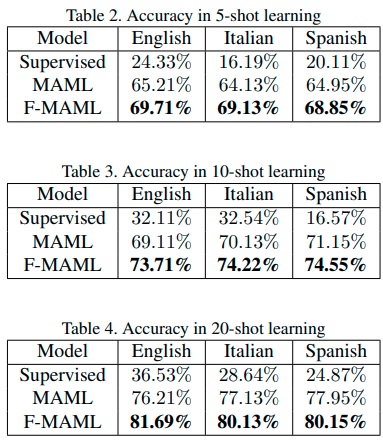 Table 2. Accuracy in 5-shot learning
Model English Italian Spanish
Supervised 24.33% 16.19% 20.11%
MAML 65.21% 64.13% 64.95%
F-MAML 69.71% 69.13% 68.85%
Table 3. Accuracy in 10-shot learning
Model English Italian Spanish
Supervised 32.11% 32.54% 16.57%
MAML 69.11% 70.13% 71.15%
F-MAML 73.71% 74.22% 74.55%
Table 4. Accuracy in 20-shot learning
Model English Italian Spanish
Supervised 36.53% 28.64% 24.87%
MAML 76.21% 77.13% 77.95%
F-MAML 81.69% 80.13% 80.15%